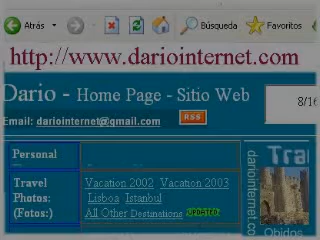 Atrás Búsqueda Favoritos
http://www.dariointernet.com
Dario - Home Page - Sitio Web
8/16
Email: dariointernet@gmail.com RSS
Personal
Travel Vacation 2002 Vacation 2003
Photos: Lisboa Istanbul
(Fotos:) All Other Destinations UPDATED
Tra
dariointernet.co
Obidos